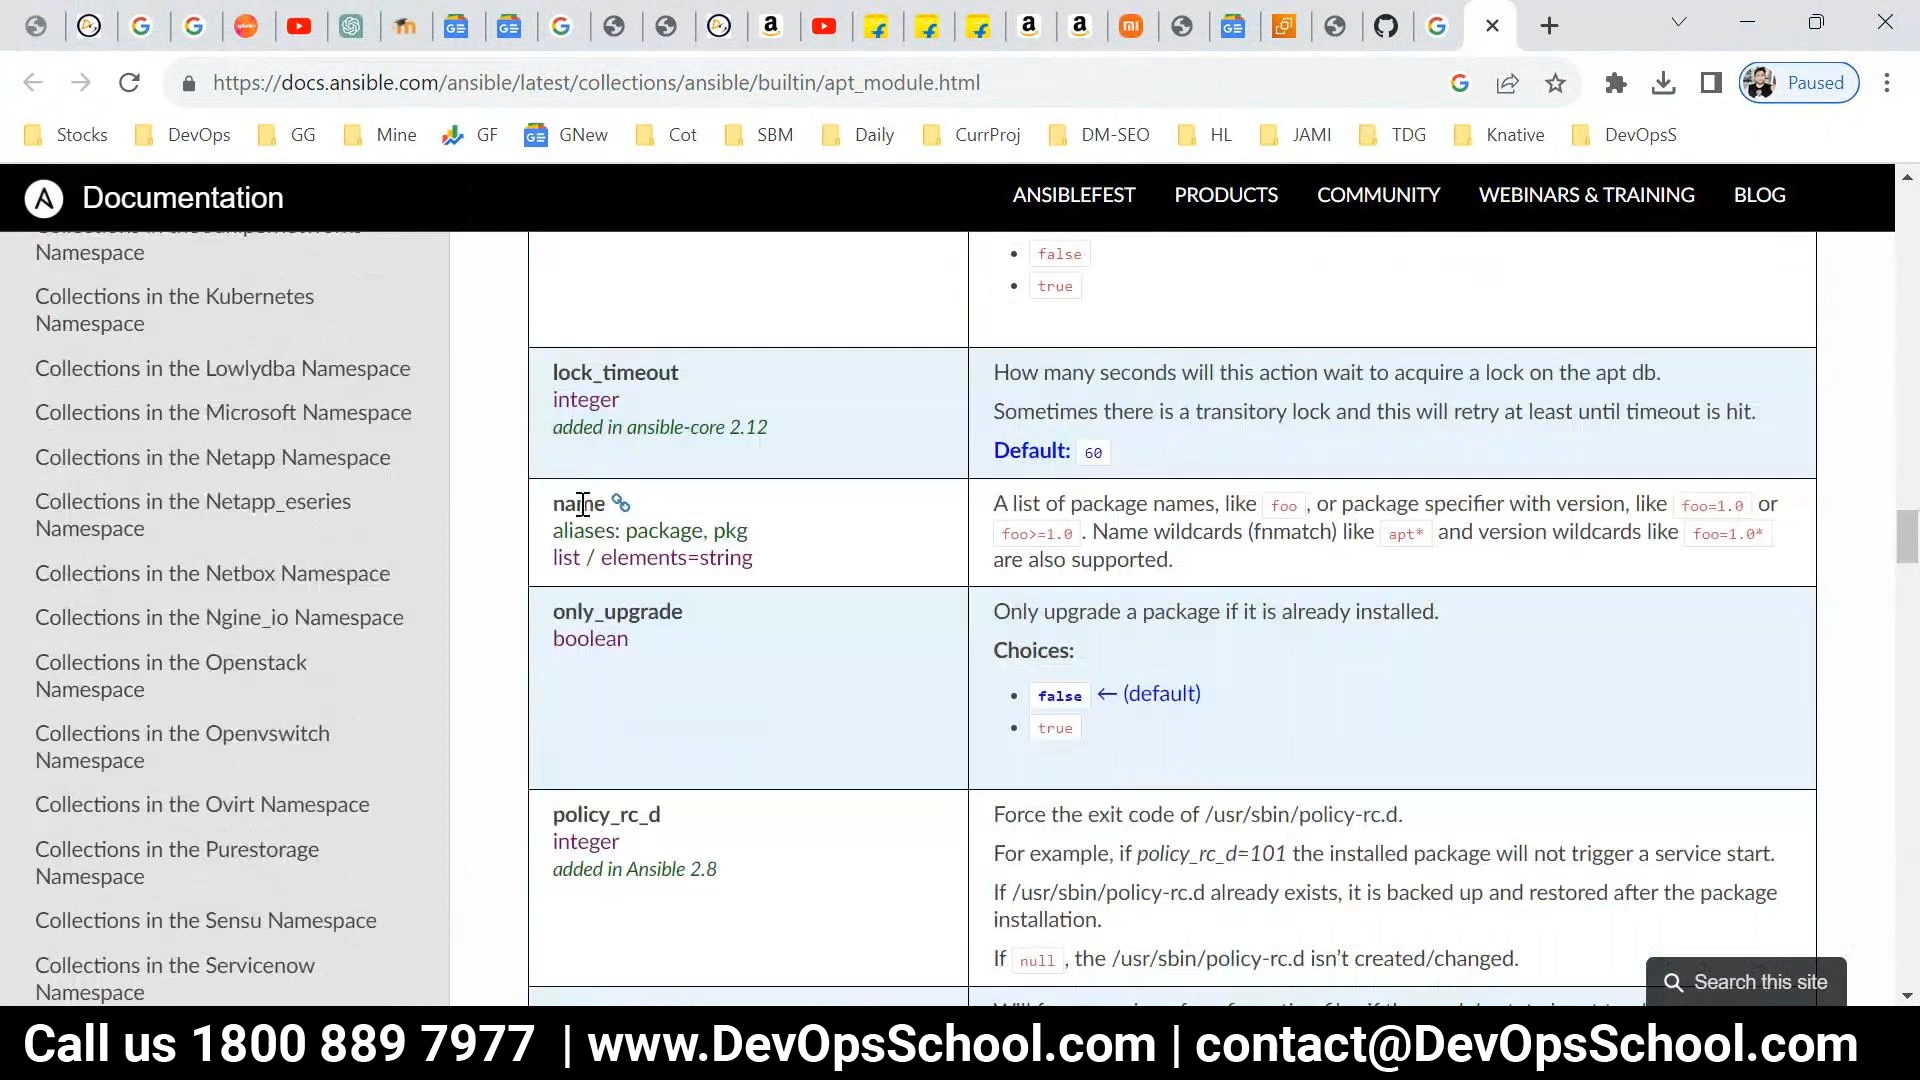 Paused
https://docs.ansible.com/ansible/latest/collections/ansible/builtin/apt_module.html
Stocks
DevOps
GG
Mine
GF
GNew
Cot
SBM
Daily
CurrProj
DM-SEO
HL
JAMI
TDG
Knative
DevOpsS
Documentation
ANSIBLEFEST
PRODUCTS
COMMUNITY
WEBINARS & TRAINING
BLOG
Namespace
Collections in the Kubernetes
Namespace
Collections in the Lowlydba Namespace
Collections in the Microsoft Namespace
Collections in the Netapp Namespace
Collections in the Netapp_eseries
Namespace
Collections in the Netbox Namespace
Collections in the Ngine_io Namespace
Collections in the Openstack
Namespace
Collections in the Openvswitch
Namespace
Collections in the Ovirt Namespace
Collections in the Purestorage
Namespace
Collections in the Sensu Namespace
Collections in the Servicenow
Namespace
false
true
lock_timeout
integer
added in ansible-core 2.12
How many seconds will this action wait to acquire a lock on the apt db.
Sometimes there is a transitory lock and this will retry at least until timeout is hit.
Default: 60
name
aliases: package, pkg
list / elements=string
A list of package names, like foo , or package specifier with version, like foo=1.0 or
foo>=1.0 . Name wildcards (fnmatch) like apt* and version wildcards like foo=1.0*
are also supported.
only_upgrade
boolean
Only upgrade a package if it is already installed.
Choices:
false ← (default)
true
policy_rc_d
integer
added in Ansible 2.8
Force the exit code of /usr/sbin/policy-rc.d.
For example, if policy_rc_d=101 the installed package will not trigger a service start.
If /usr/sbin/policy-rc.d already exists, it is backed up and restored after the package
installation.
If null , the /usr/sbin/policy-rc.d isn’t created/changed.
Search this site
Call us 1800 889 7977 | www.DevOpsSchool.com | contact@DevOpsSchool.com